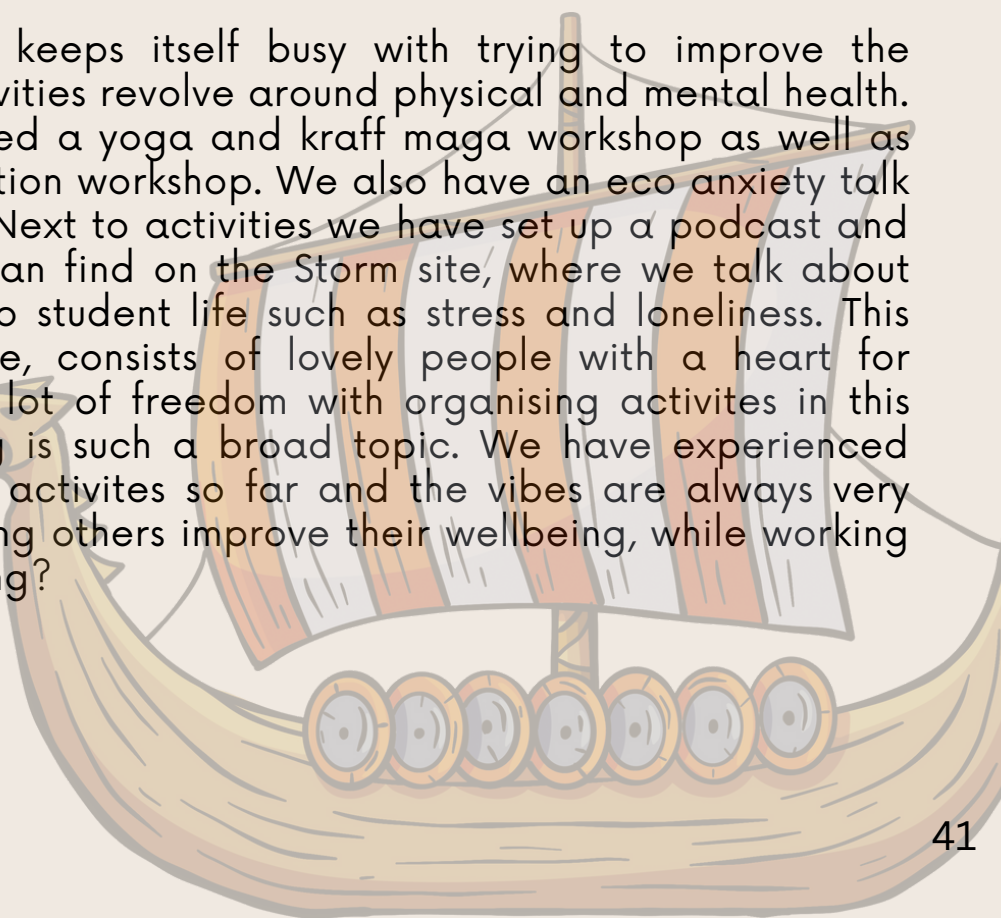 keeps itself busy with trying to improve the
vities revolve around physical and mental health.
ed a yoga and kraff maga workshop as well as
tion workshop. We also have an eco anxiety talk
Next to activities we have set up a podcast and
an find on the Storm site, where we talk about
o student life such as stress and loneliness. This
e, consists of lovely people with a heart for
lot of freedom with organising activites in this
g is such a broad topic. We have experienced
activites so far and the vibes are always very
ng others improve their wellbeing, while working
g?
41